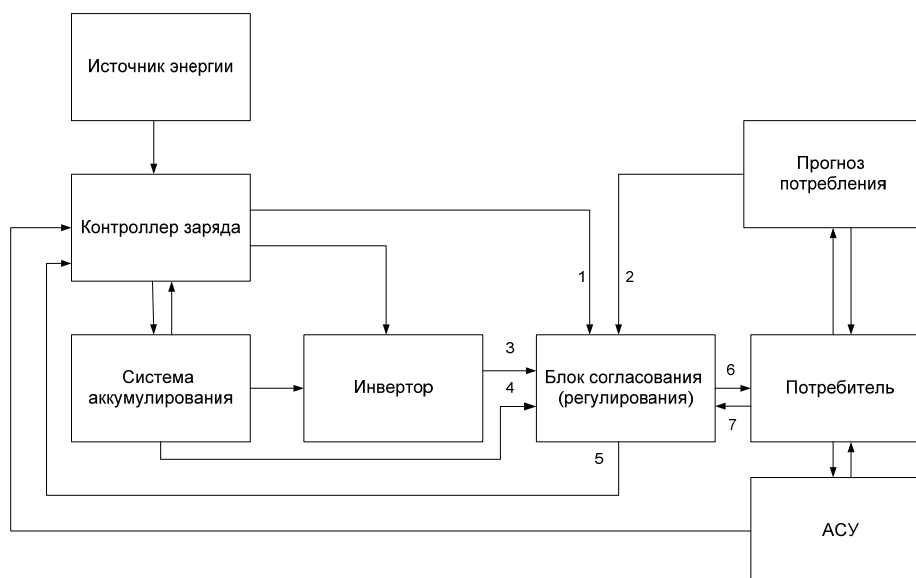 Источник энергии
Прогноз
потребления
Контроллер заряда
1
2
Система
аккумулирования
Инвертор
3
4
Блок согласования
(регулирования)
5
6
7
Потребитель
АСУ